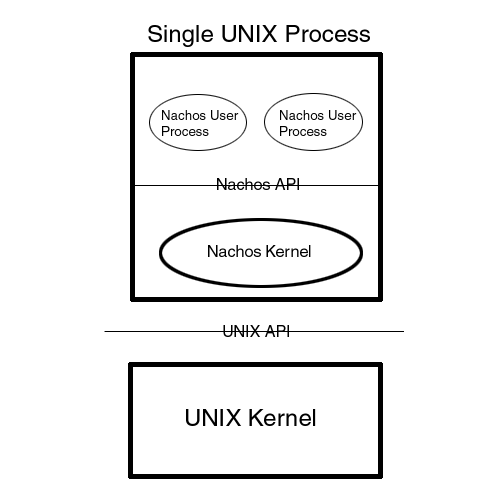 Single UNIX Process
Nachos User
Process
Nachos User
Process
Nachos API
Nachos Kernel
UNIX API
UNIX Kernel